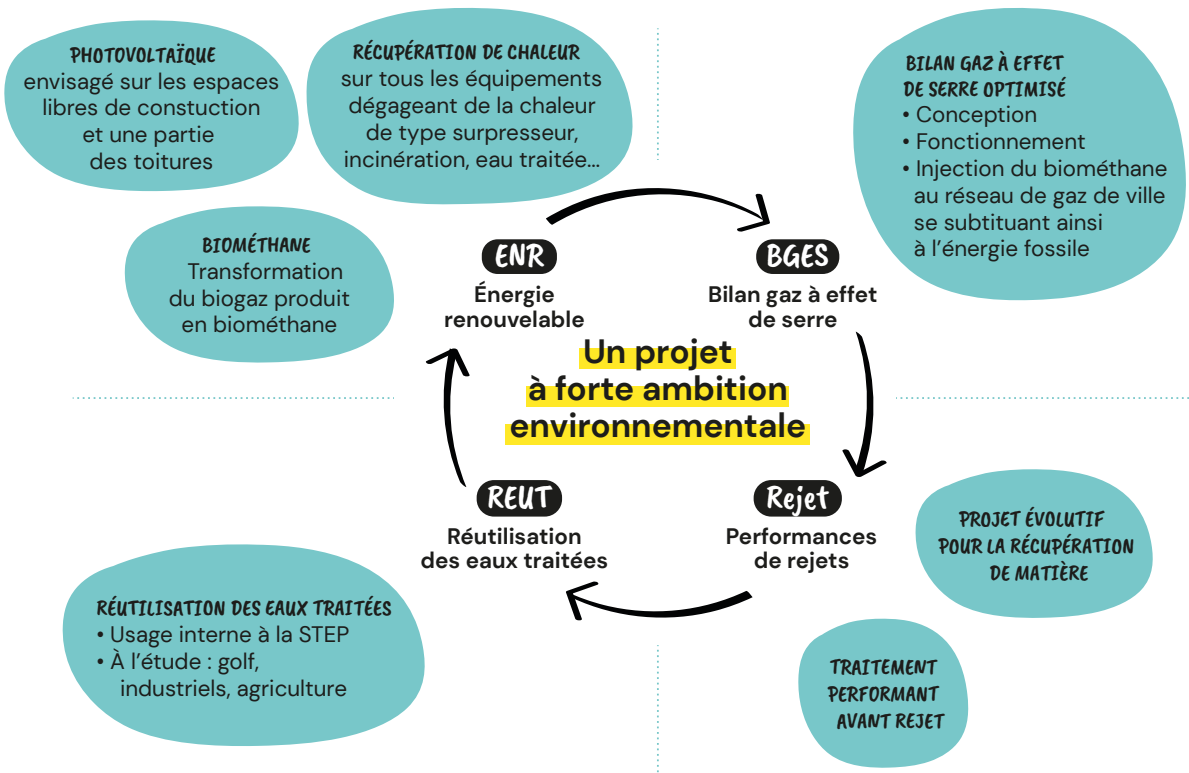 PHOTOVOLTAÏQUE
envisagé sur les espaces
libres de constuction
et une partie
des toitures
RÉCUPÉRATION DE CHALEUR
sur tous les équipements
dégageant de la chaleur
de type surpresseur,
incinération, eau traitée...
BILAN GAZ À EFFET
DE SERRE OPTIMISÉ
• Conception
• Fonctionnement
• Injection du biométhane
au réseau de gaz de ville
se subtituant ainsi
à l'énergie fossile
BIOMÉTHANE
Transformation
du biogaz produit
en biométhane
ENR
Énergie
renouvelable
BGES
Bilan gaz à effet
de serre
Un projet
à forte ambition
environnementale
REUT
Réutilisation
des eaux traitées
Rejet
Performances
de rejets
PROJET ÉVOLUTIF
POUR LA RÉCUPÉRATION
DE MATIÈRE
RÉUTILISATION DES EAUX TRAITÉES
• Usage interne à la STEP
• À l'étude : golf,
industriels, agriculture
TRAITEMENT
PERFORMANT
AVANT REJET